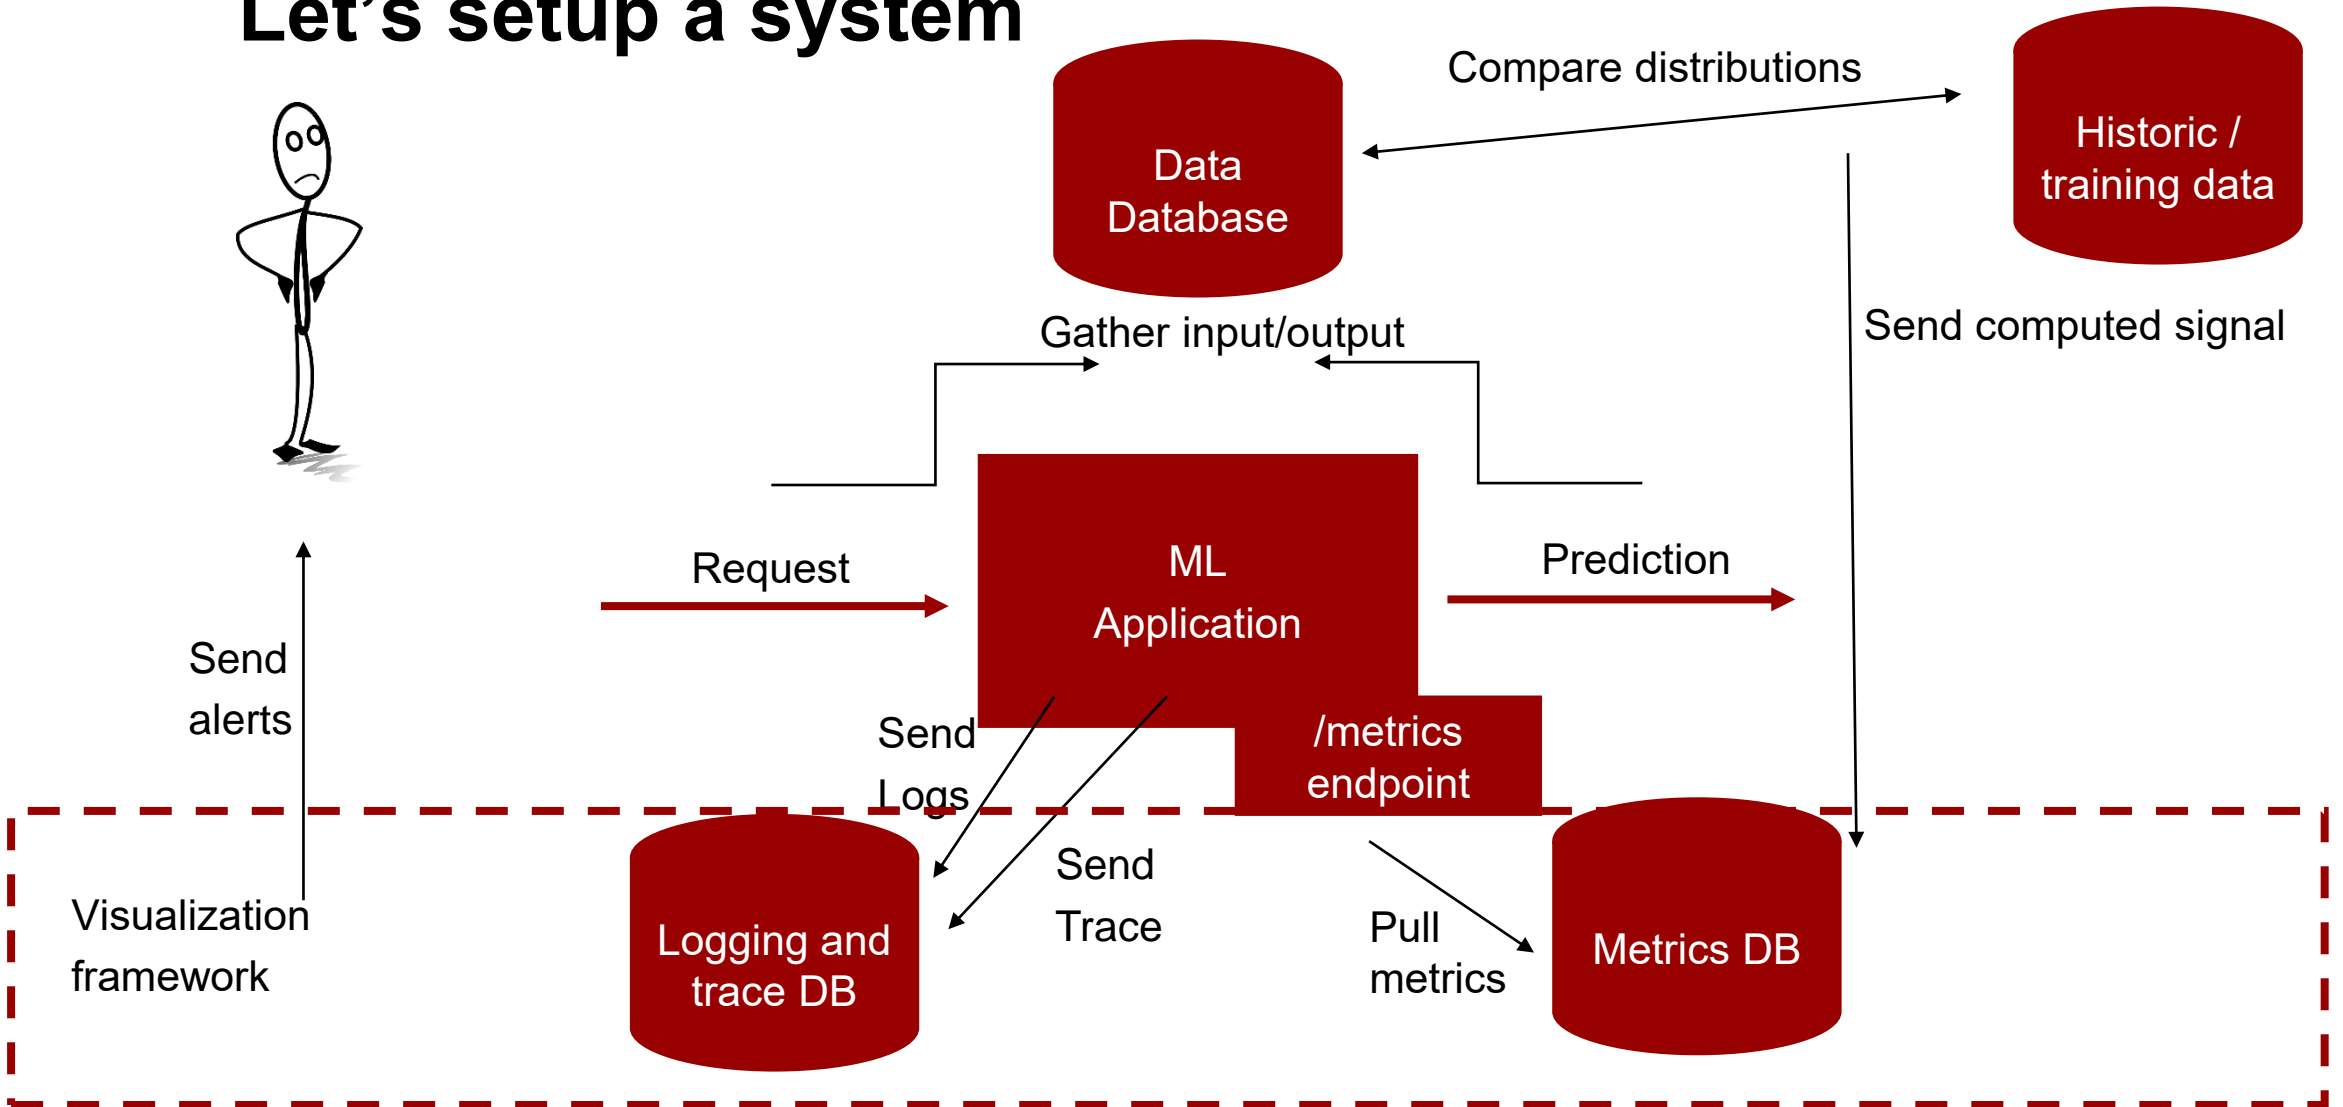 Let's setup a system
Compare distributions
Historic /
training data
Data
Database
Gather input/output
Send computed signal
Request
ML
Application
Prediction
Send
alerts
Send
Logs
/metrics
endpoint
Visualization
framework
Logging and
trace DB
Send
Trace
Pull
metrics
Metrics DB